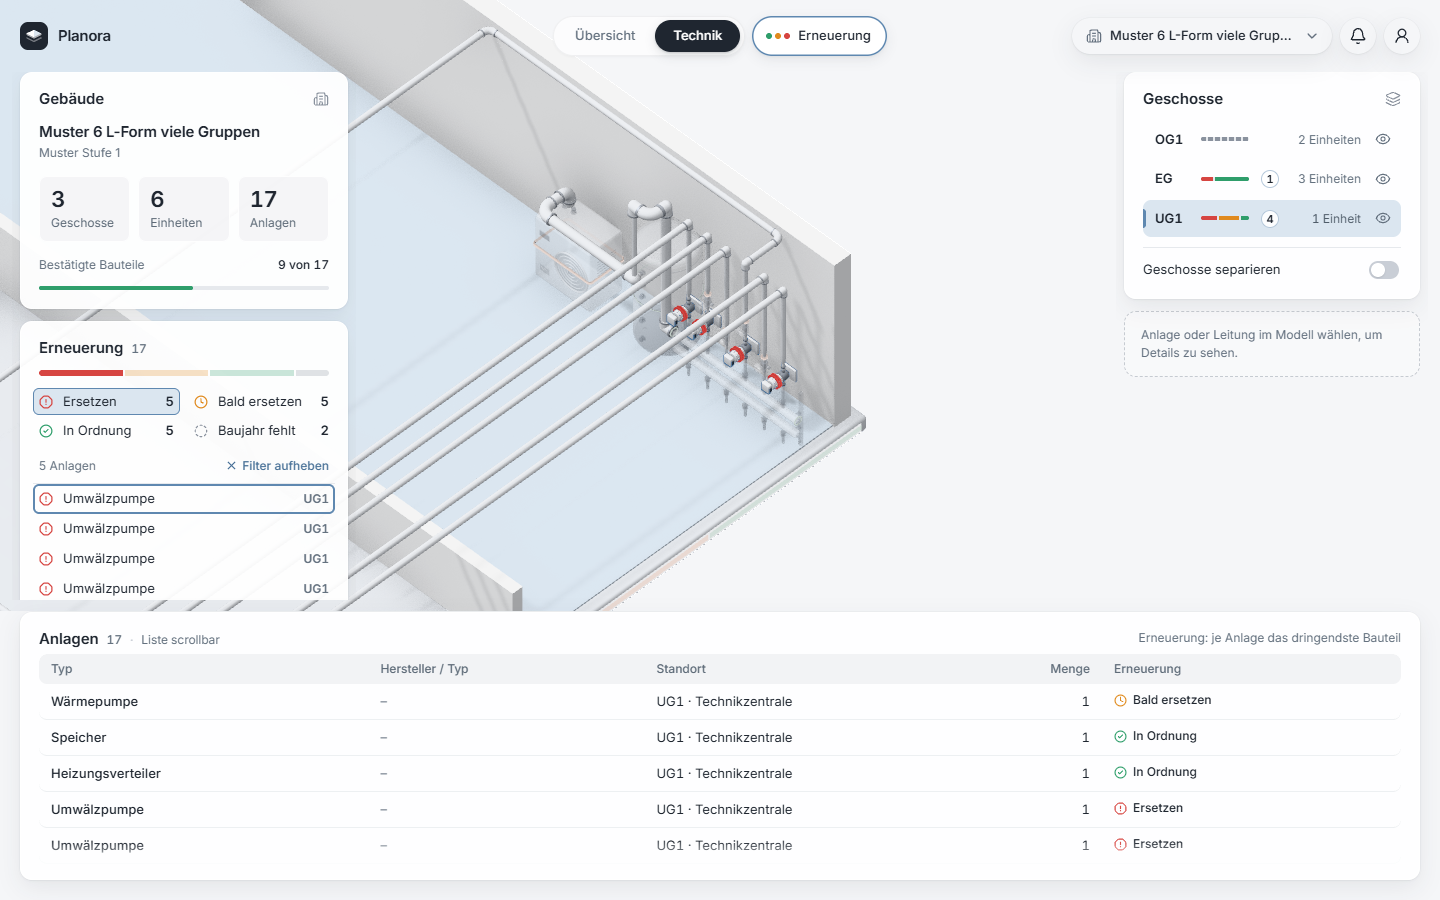 Planora
Übersicht
Technik
Erneuerung
Muster 6 L-Form viele Grup...
Gebäude
Muster 6 L-Form viele Gruppen
Muster Stufe 1
3
Geschosse
6
Einheiten
17
Anlagen
Bestätigte Bauteile
9 von 17
Erneuerung 17
Ersetzen 5
Bald ersetzen 5
In Ordnung 5
Baujahr fehlt 2
5 Anlagen
Filter aufheben
Umwälzpumpe UG1
Umwälzpumpe UG1
Umwälzpumpe UG1
Umwälzpumpe UG1
Geschosse
OG1 2 Einheiten
EG 1 3 Einheiten
UG1 4 1 Einheit
Geschosse separieren
Anlage oder Leitung im Modell wählen, um
Details zu sehen.
Anlagen 17 · Liste scrollbar
Erneuerung: je Anlage das dringendste Bauteil
Typ Hersteller / Typ Standort Menge Erneuerung
Wärmepumpe – UG1 · Technikzentrale 1 Bald ersetzen
Speicher – UG1 · Technikzentrale 1 In Ordnung
Heizungsverteiler – UG1 · Technikzentrale 1 In Ordnung
Umwälzpumpe – UG1 · Technikzentrale 1 Ersetzen
Umwälzpumpe – UG1 · Technikzentrale 1 Ersetzen